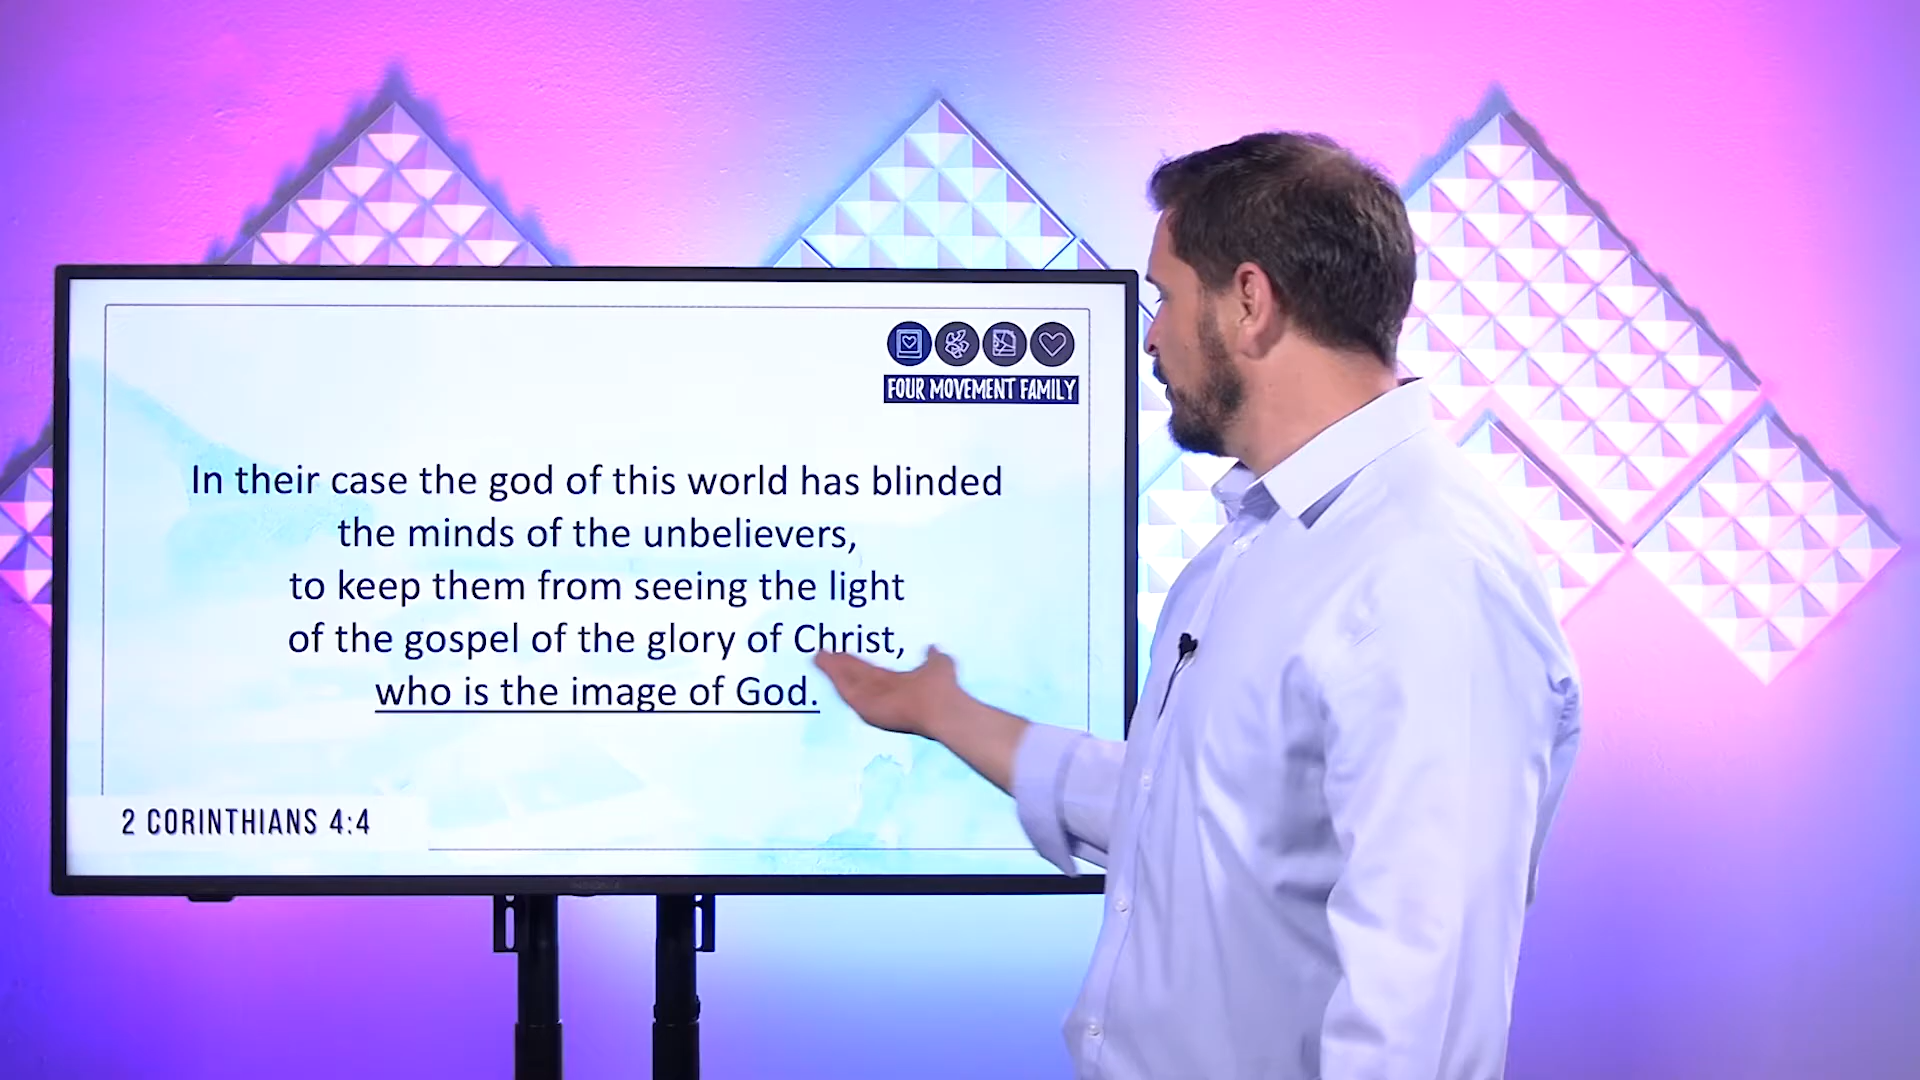 FOUR MOVEMENT FAMILY
In their case the god of this world has blinded
the minds of the unbelievers,
to keep them from seeing the light
of the gospel of the glory of Christ,
who is the image of God.
2 CORINTHIANS 4:4